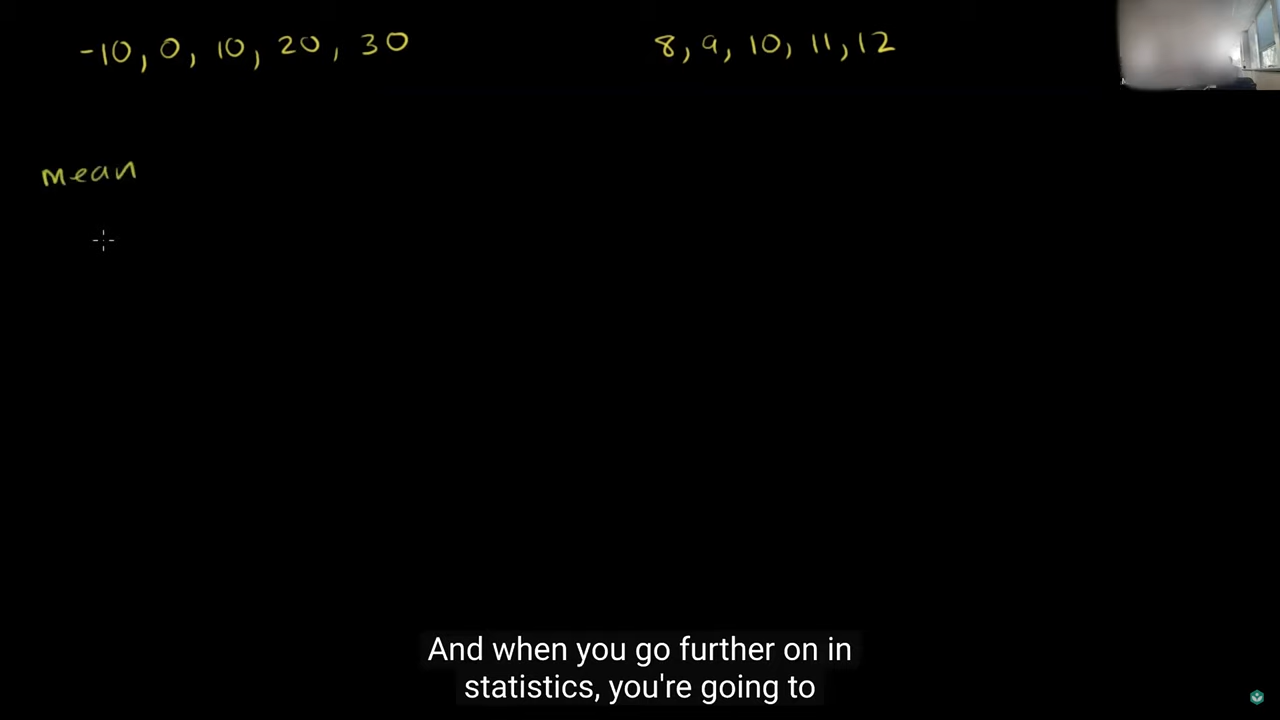 -10, 0, 10, 20, 30
8, 9, 10, 11, 12
mean
And when you go further on in
statistics, you're going to